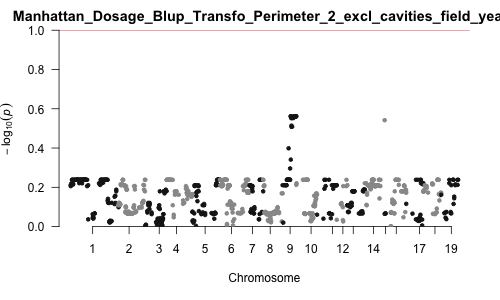 Manhattan_Dosage_Blup_Transfo_Perimeter_2_excl_cavities_field_yea
1.0
0.8
0.6
0.4
0.2
0.0
− log10(p)
1 2 3 4 5 6 7 8 9 10 12 14 17 19
Chromosome